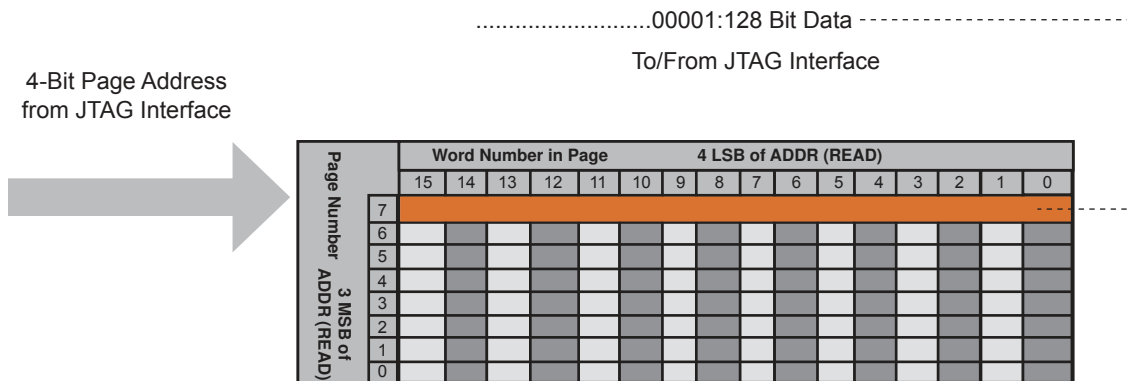 ..........................00001:128 Bit Data
To/From JTAG Interface
4-Bit Page Address
from JTAG Interface
Page Number
3 MSB of
ADDR (READ)
Word Number in Page 4 LSB of ADDR (READ)
15 14 13 12 11 10 9 8 7 6 5 4 3 2 1 0
7
6
5
4
3
2
1
0